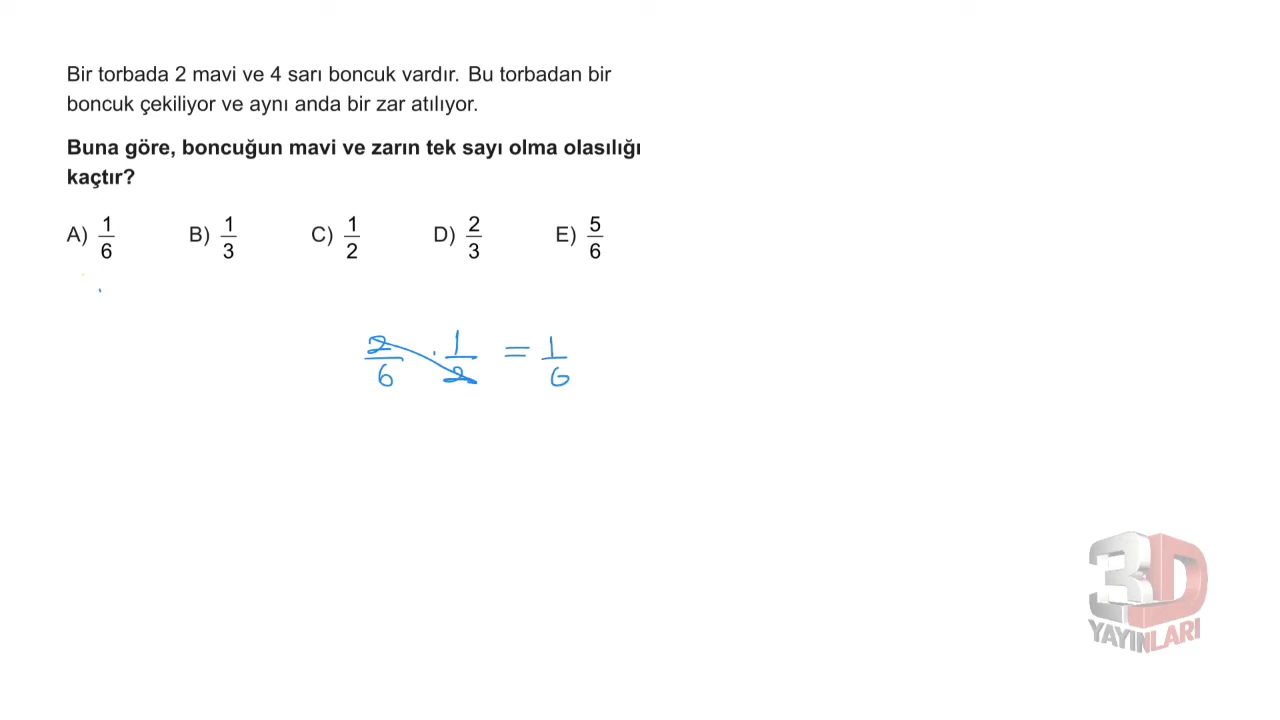 Bir torbada 2 mavi ve 4 sarı boncuk vardır. Bu torbadan bir
boncuk çekiliyor ve aynı anda bir zar atılıyor.
Buna göre, boncuğun mavi ve zarın tek sayı olma olasılığı
kaçtır?
A) 1/6 B) 1/3 C) 1/2 D) 2/3 E) 5/6
2/6 · 1/2 = 1/6
3D
YAYINLARI